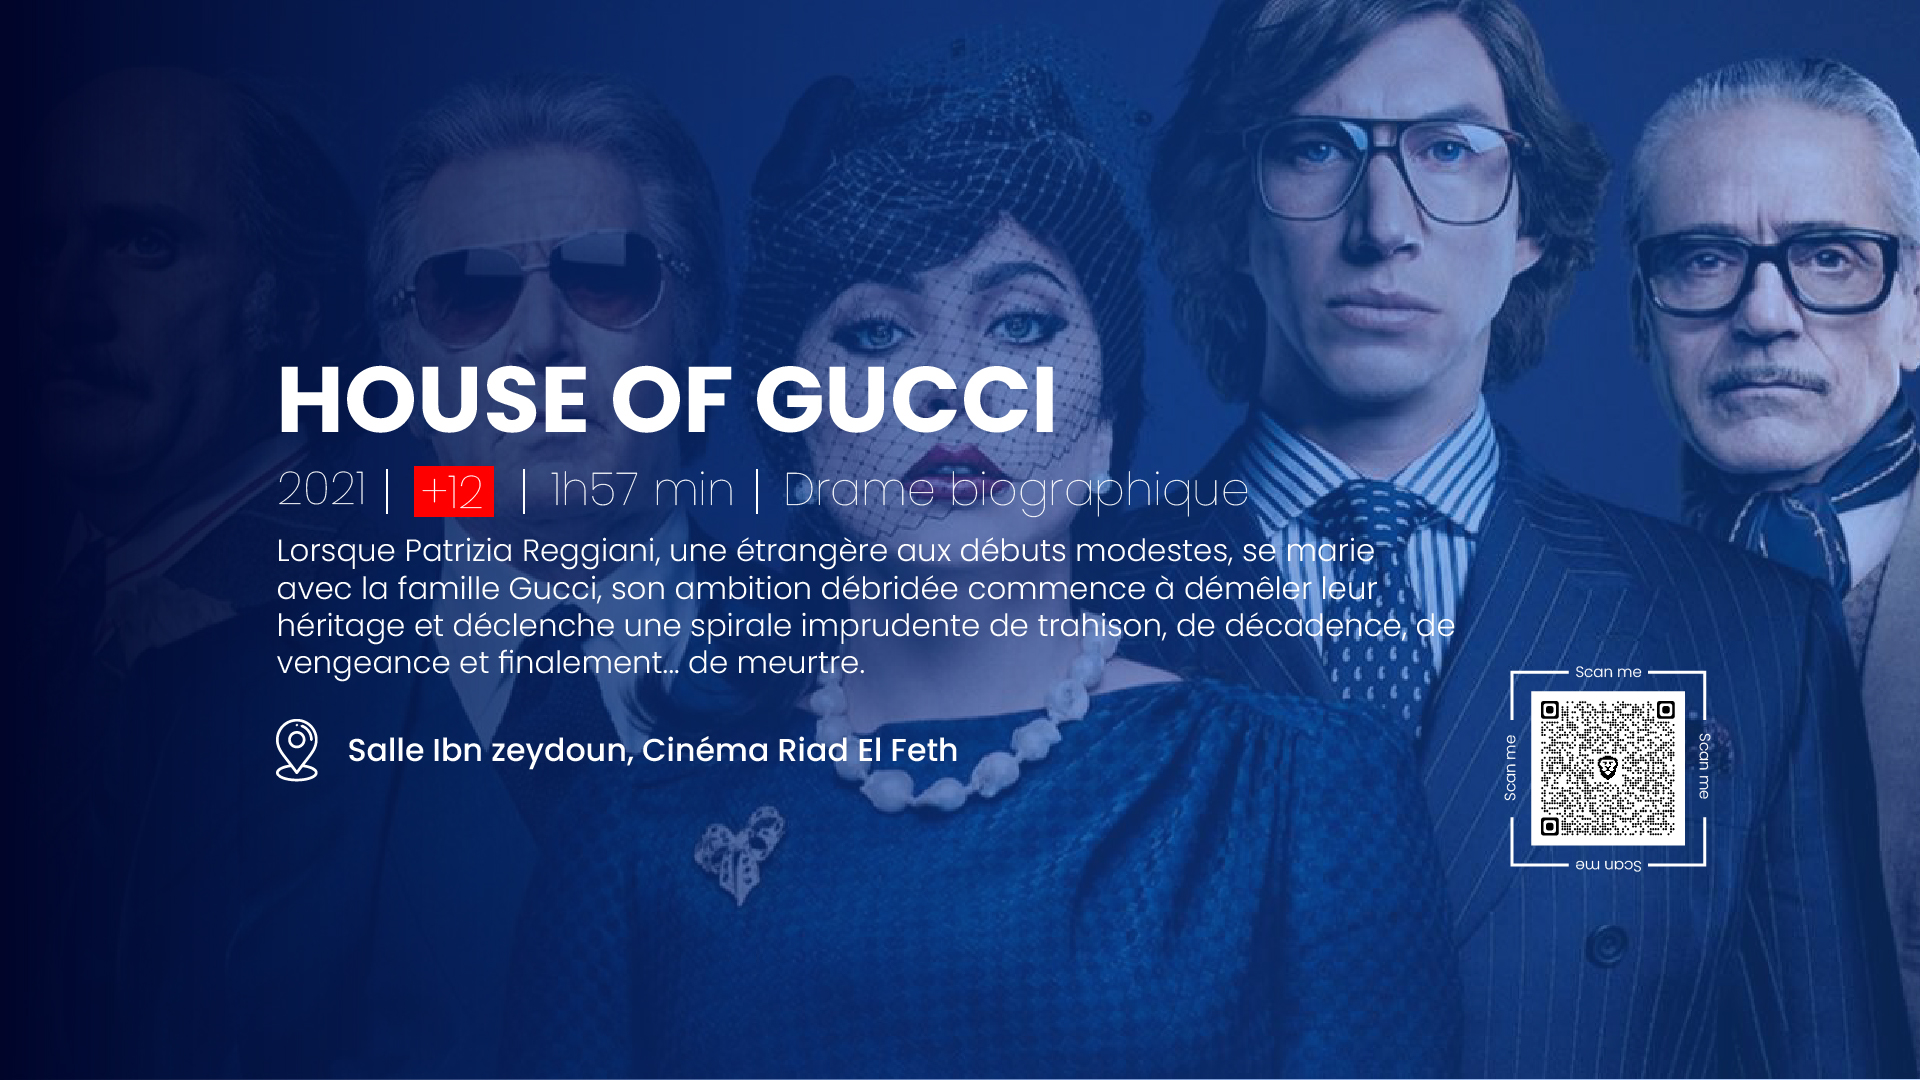 HOUSE OF GUCCI
2021 | +12 | 1h57 min | Drame biographique
Lorsque Patrizia Reggiani, une étrangère aux débuts modestes, se marie
avec la famille Gucci, son ambition débridée commence à démêler leur
héritage et déclenche une spirale imprudente de trahison, de décadence, de
vengeance et finalement... de meurtre.
Salle Ibn zeydoun, Cinéma Riad El Feth
Scan me
Scan me
Scan me
Scan me